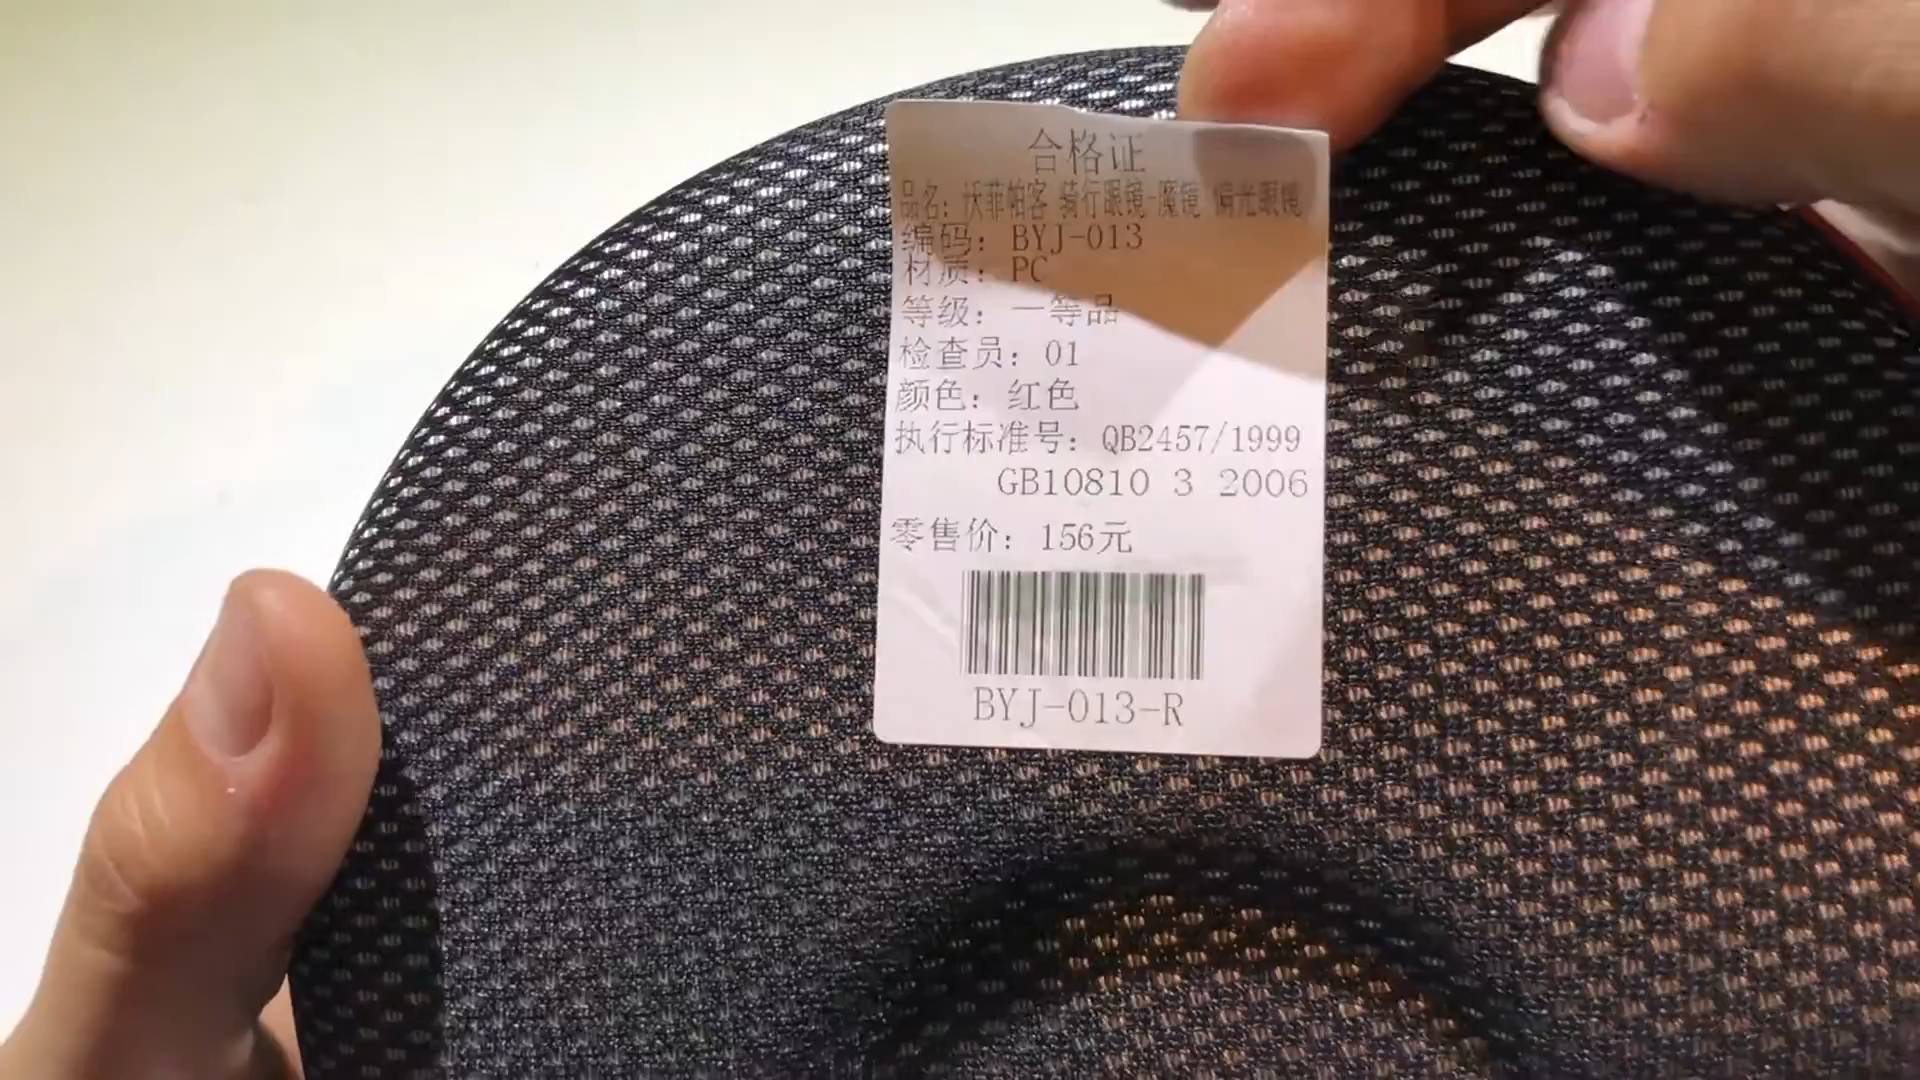 合格证
品名：沃菲帕客 骑行眼镜-魔镜 偏光眼镜
编码：BYJ-013
材质：PC
等级：一等品
检查员：01
颜色：红色
执行标准号：QB2457/1999
GB10810 3 2006
零售价：156元
BYJ-013-R